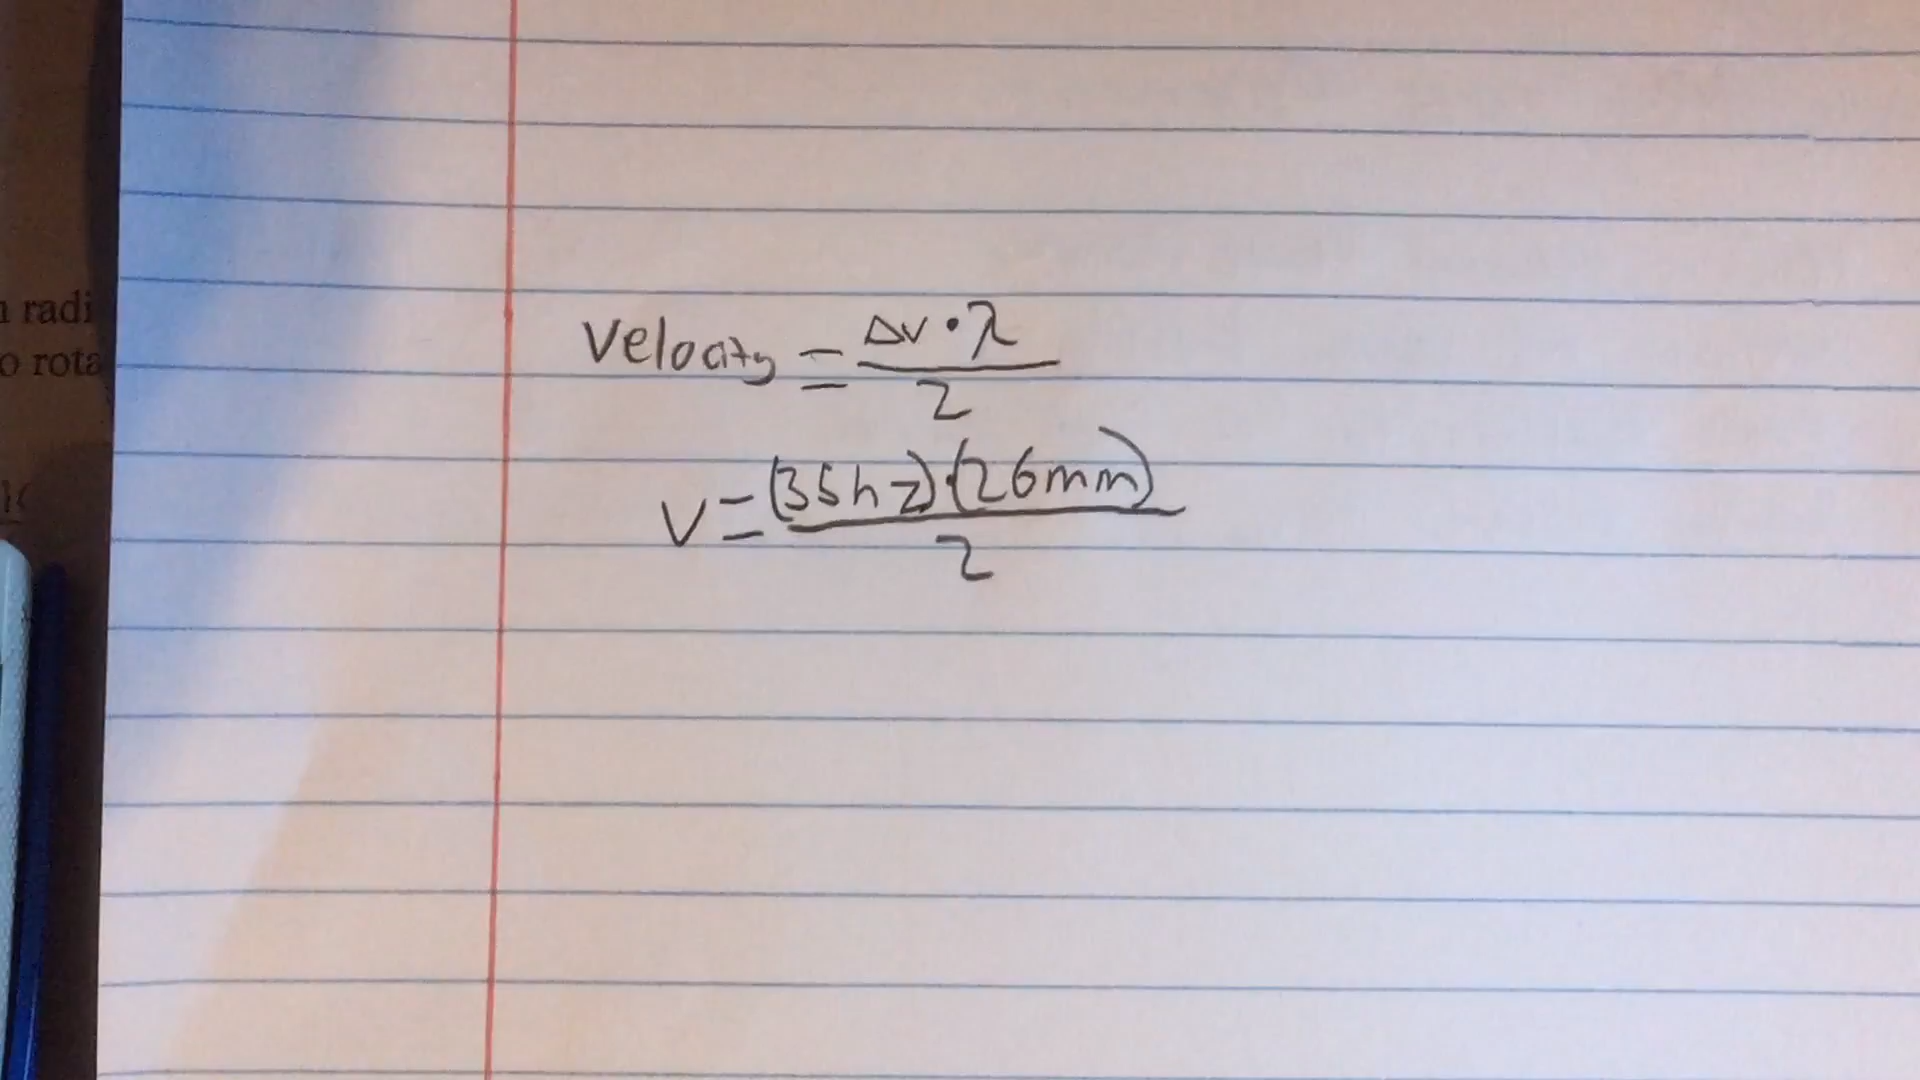 n radi
o rota
Velocity = Δv · λ / 2
v = (35hz) · (26mm) / 2